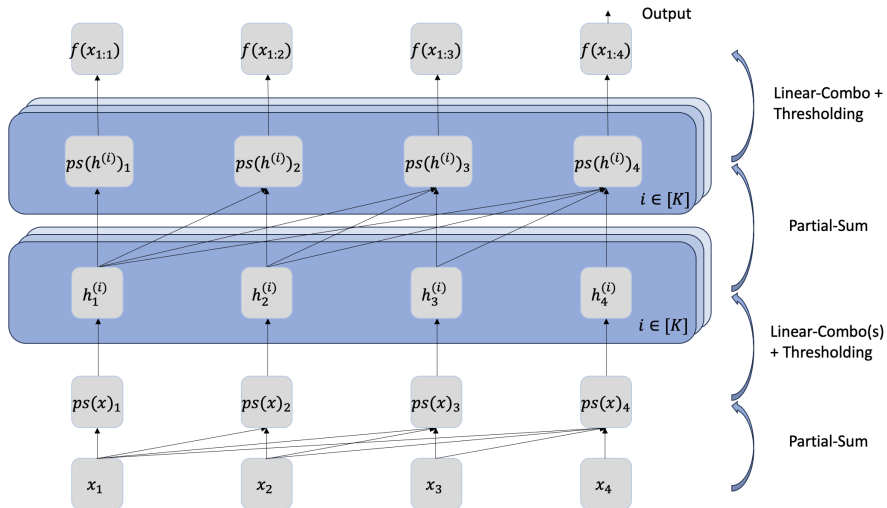 Output
f(x₁:₁) f(x₁:₂) f(x₁:₃) f(x₁:₄)
Linear-Combo +
Thresholding
ps(h⁽ⁱ⁾)₁ ps(h⁽ⁱ⁾)₂ ps(h⁽ⁱ⁾)₃ ps(h⁽ⁱ⁾)₄
i ∈ [K]
Partial-Sum
h₁⁽ⁱ⁾ h₂⁽ⁱ⁾ h₃⁽ⁱ⁾ h₄⁽ⁱ⁾
i ∈ [K]
Linear-Combo(s)
+ Thresholding
ps(x)₁ ps(x)₂ ps(x)₃ ps(x)₄
Partial-Sum
x₁ x₂ x₃ x₄